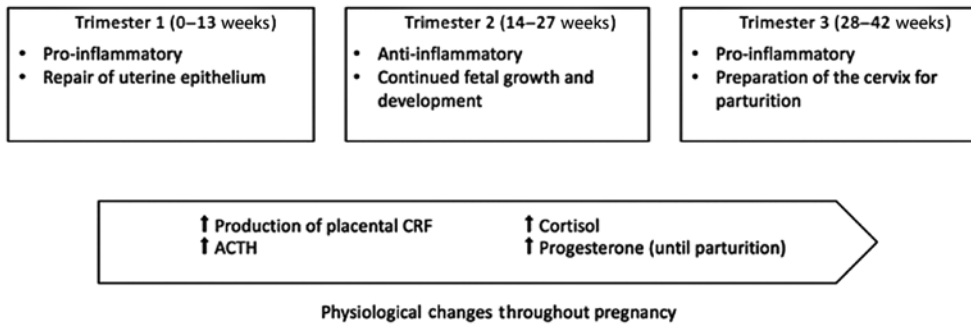 Trimester 1 (0–13 weeks)
• Pro-inflammatory
• Repair of uterine epithelium
Trimester 2 (14–27 weeks)
• Anti-inflammatory
• Continued fetal growth and
development
Trimester 3 (28–42 weeks)
• Pro-inflammatory
• Preparation of the cervix for
parturition
⬆ Production of placental CRF
⬆ ACTH
⬆ Cortisol
⬆ Progesterone (until parturition)
Physiological changes throughout pregnancy